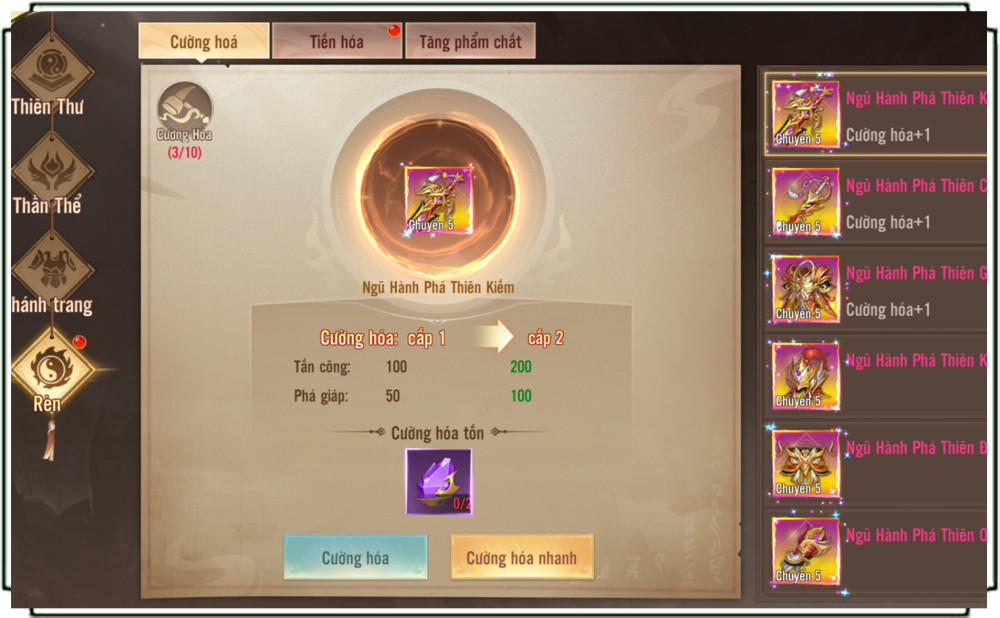 Cường hoá
Tiến hóa
Tăng phẩm chất
Thiên Thư
Thần Thể
hánh trang
Rèn
Cường Hóa
(3/10)
Chuyển 5
Ngũ Hành Phá Thiên Kiếm
Cường hóa: cấp 1 cấp 2
Tấn công: 100 200
Phá giáp: 50 100
Cường hóa tốn
0/2
Cường hóa
Cường hóa nhanh
Ngũ Hành Phá Thiên K
Cường hóa+1
Chuyển 5
Ngũ Hành Phá Thiên C
Cường hóa+1
Chuyển 5
Ngũ Hành Phá Thiên G
Cường hóa+1
Chuyển 5
Ngũ Hành Phá Thiên K
Chuyển 5
Ngũ Hành Phá Thiên Đ
Chuyển 5
Ngũ Hành Phá Thiên O
Chuyển 5